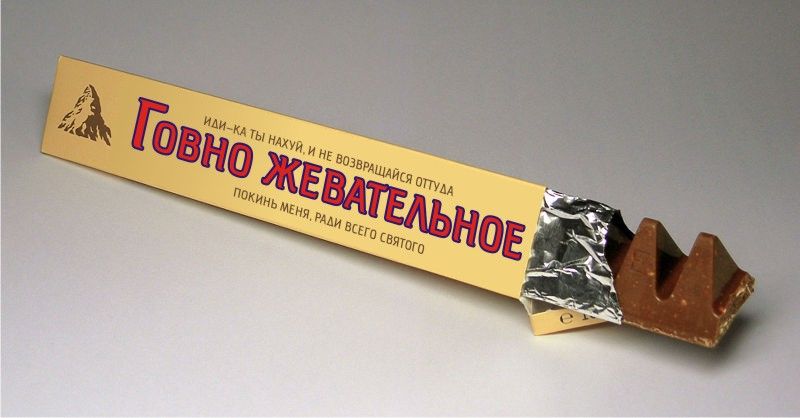 ИДИ-КА ТЫ НАХУЙ, И НЕ ВОЗВРАЩАЙСЯ ОТТУДА
ГОВНО ЖЕВАТЕЛЬНОЕ
ПОКИНЬ МЕНЯ, РАДИ ВСЕГО СВЯТОГО